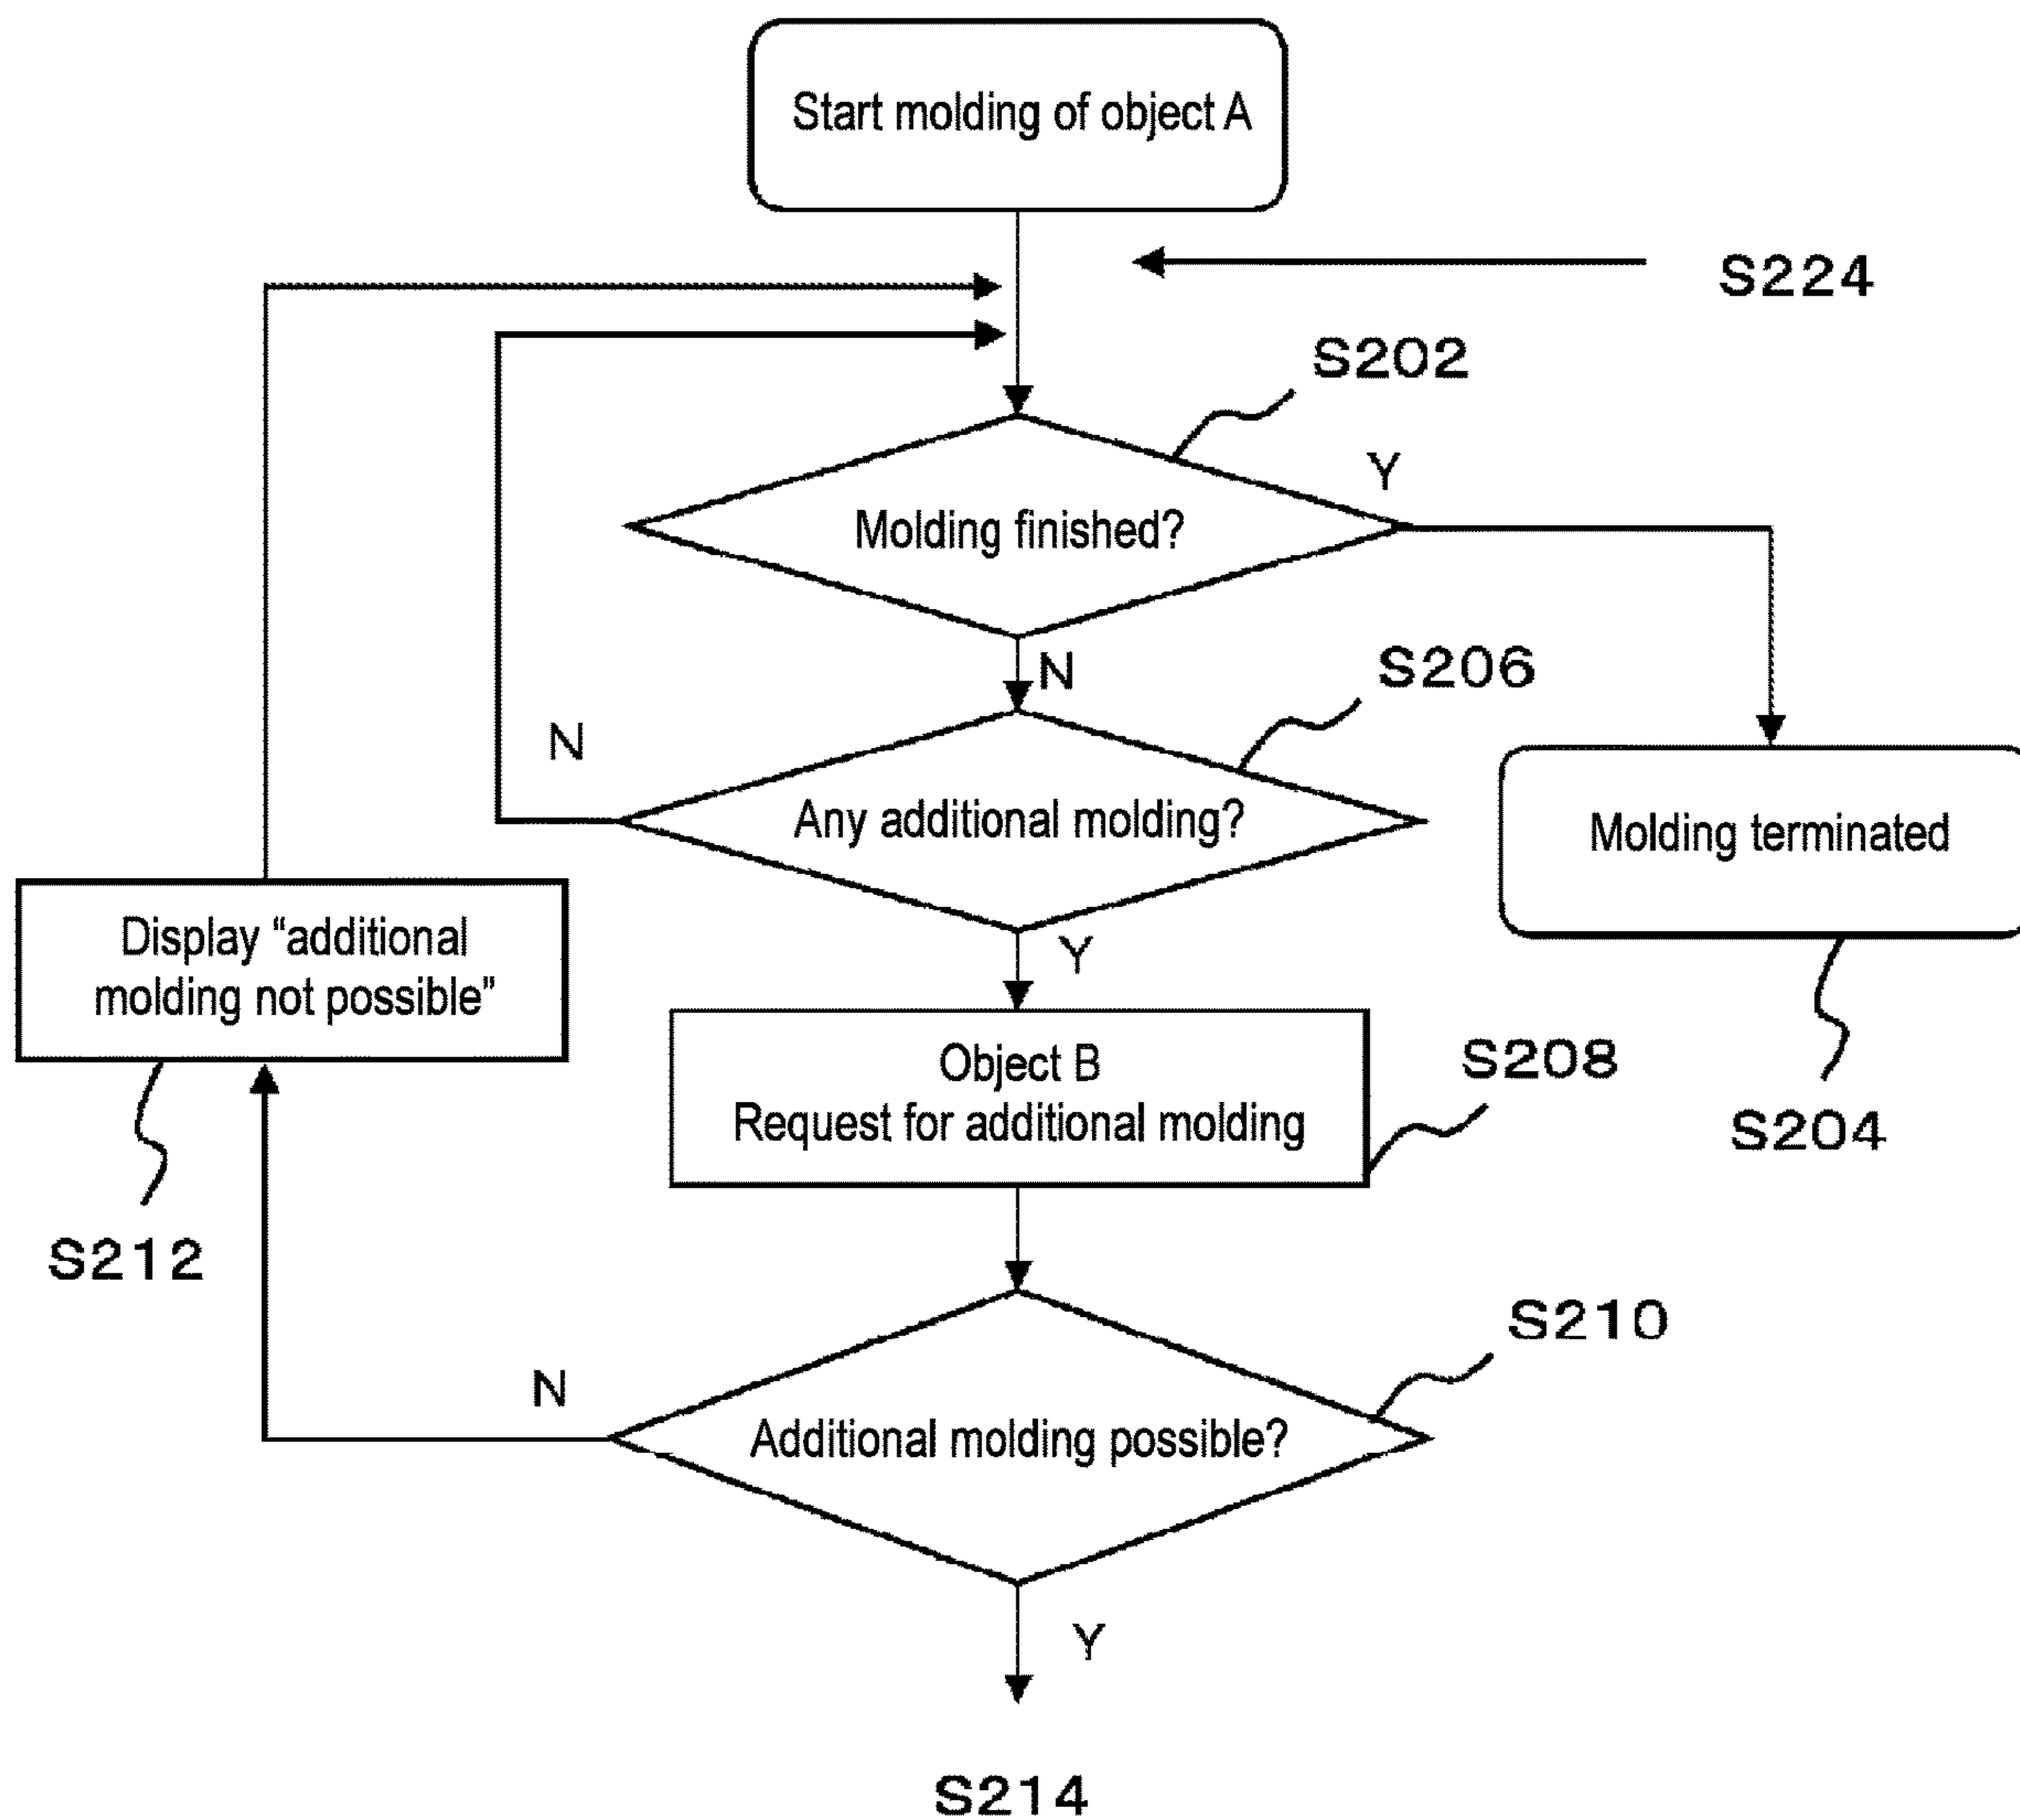 Start molding of object A
S224
S202
Y
Molding finished?
N
S206
N
Any additional molding?
Molding terminated
Display “additional
molding not possible”
Y
Object B
Request for additional molding
S208
S204
S212
S210
N
Additional molding possible?
Y
S214